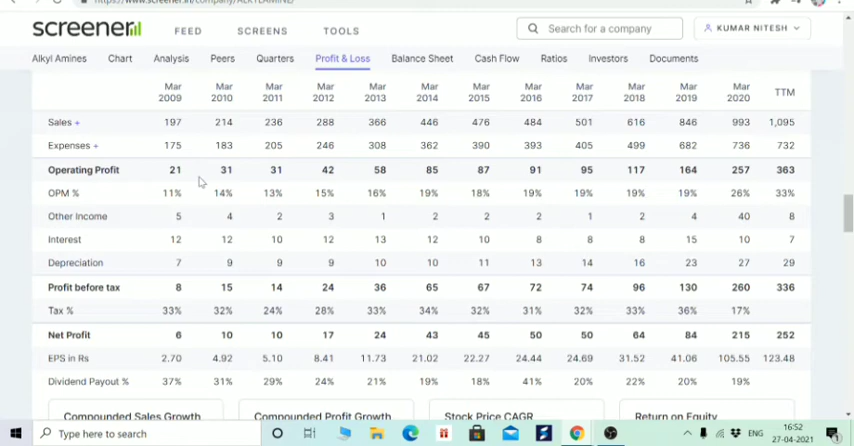 https://www.screener.in/company/ALKYLAMINE/
screener
FEED SCREENS TOOLS
Search for a company
KUMAR NITESH
Alkyl Amines Chart Analysis Peers Quarters Profit & Loss Balance Sheet Cash Flow Ratios Investors Documents
Mar 2009 Mar 2010 Mar 2011 Mar 2012 Mar 2013 Mar 2014 Mar 2015 Mar 2016 Mar 2017 Mar 2018 Mar 2019 Mar 2020 TTM
Sales + 197 214 236 288 366 446 476 484 501 616 846 993 1,095
Expenses + 175 183 205 246 308 362 390 393 405 499 682 736 732
Operating Profit 21 31 31 42 58 85 87 91 95 117 164 257 363
OPM % 11% 14% 13% 15% 16% 19% 18% 19% 19% 19% 19% 26% 33%
Other Income 5 4 2 3 1 2 2 2 1 2 4 40 8
Interest 12 12 10 12 13 12 10 8 8 8 15 10 7
Depreciation 7 9 9 9 10 10 11 13 14 16 23 27 29
Profit before tax 8 15 14 24 36 65 67 72 74 96 130 260 336
Tax % 33% 32% 24% 28% 33% 34% 32% 31% 32% 33% 36% 17%
Net Profit 6 10 10 17 24 43 45 50 50 64 84 215 252
EPS in Rs 2.70 4.92 5.10 8.41 11.73 21.02 22.27 24.44 24.69 31.52 41.06 105.55 123.48
Dividend Payout % 37% 31% 29% 24% 21% 19% 18% 41% 20% 22% 20% 19%
Compounded Sales Growth Compounded Profit Growth Stock Price CAGR Return on Equity
Type here to search
ENG
16:52
27-04-2021